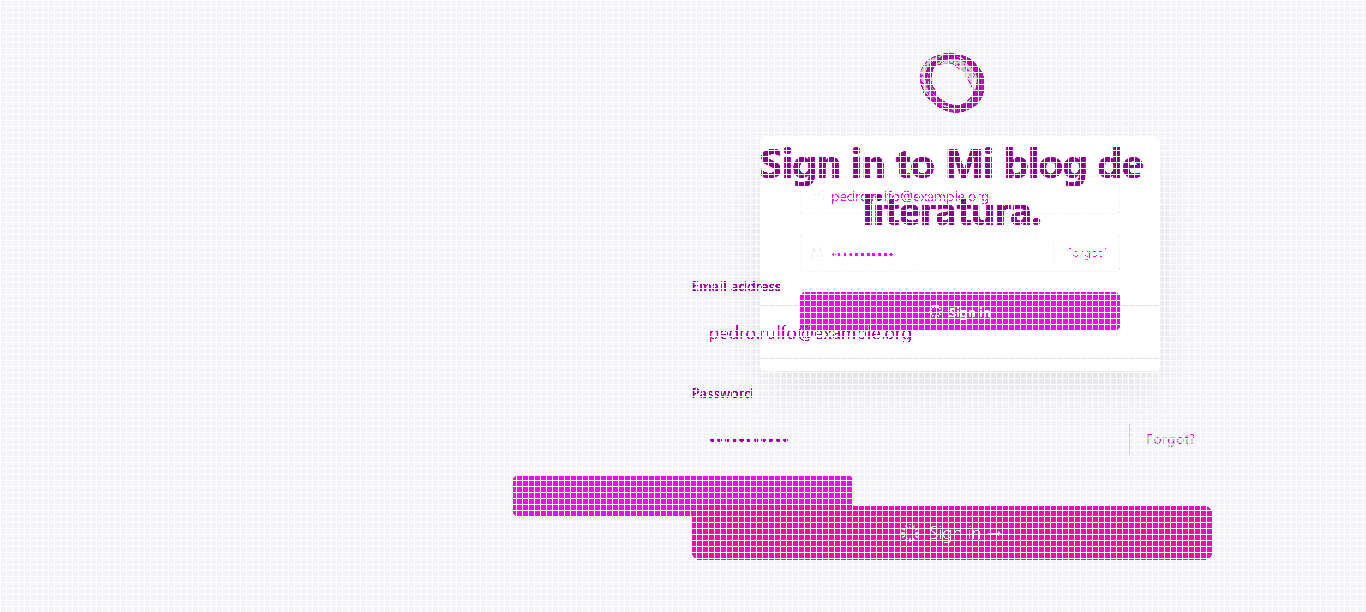 Sign in to Mi blog de
literatura.
pedro.rulfo@example.org
Forgot?
Email address
Sign in
pedro.rulfo@example.org
Password
Forgot?
Sign in →